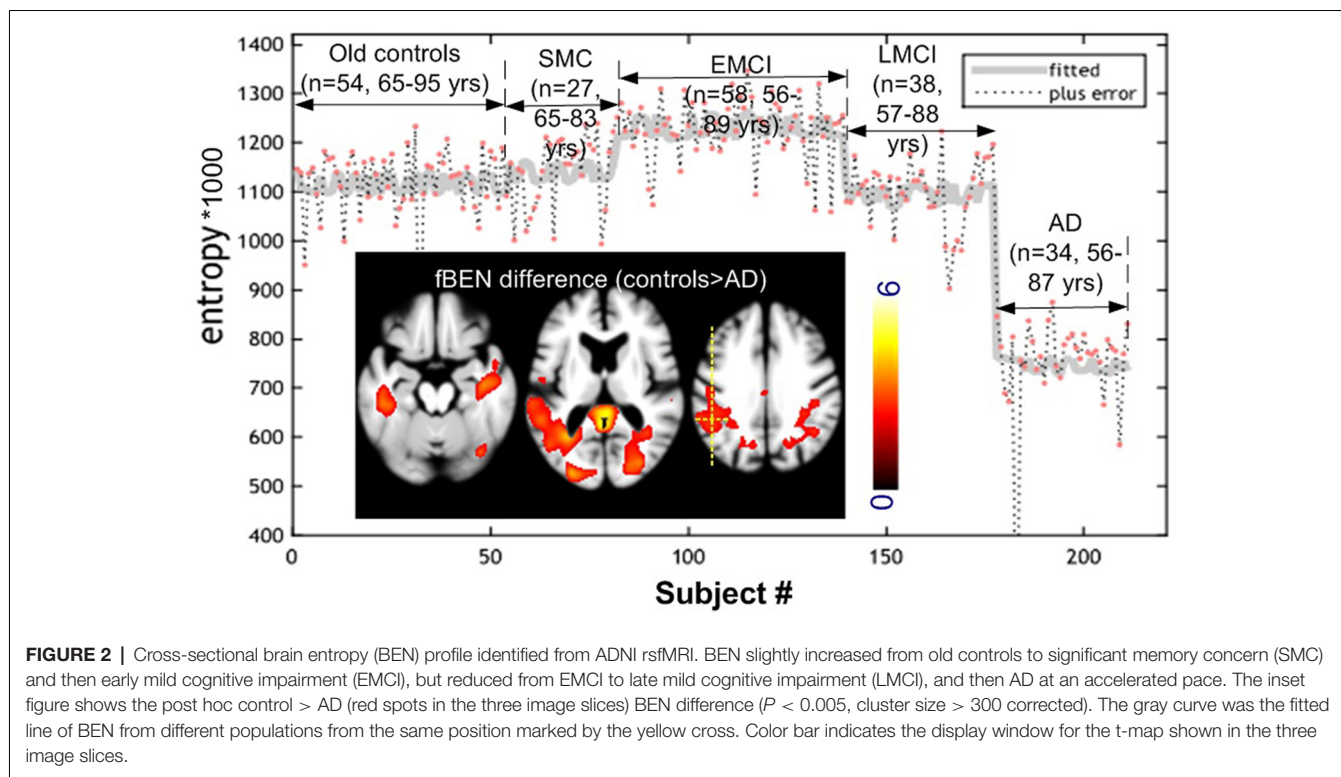 1400
1300
1200
1100
1000
900
800
700
600
500
400
entropy *1000
Old controls
(n=54, 65-95 yrs)
SMC
(n=27,
65-83
yrs)
EMCI
(n=58, 56-
89 yrs)
LMCI
(n=38,
57-88
yrs)
fitted
plus error
AD
(n=34, 56-
87 yrs)
fBEN difference (controls>AD)
6
0
0
50
100
150
200
Subject #
FIGURE 2 | Cross-sectional brain entropy (BEN) profile identified from ADNI rsfMRI. BEN slightly increased from old controls to significant memory concern (SMC)
and then early mild cognitive impairment (EMCI), but reduced from EMCI to late mild cognitive impairment (LMCI), and then AD at an accelerated pace. The inset
figure shows the post hoc control > AD (red spots in the three image slices) BEN difference (P < 0.005, cluster size > 300 corrected). The gray curve was the fitted
line of BEN from different populations from the same position marked by the yellow cross. Color bar indicates the display window for the t-map shown in the three
image slices.